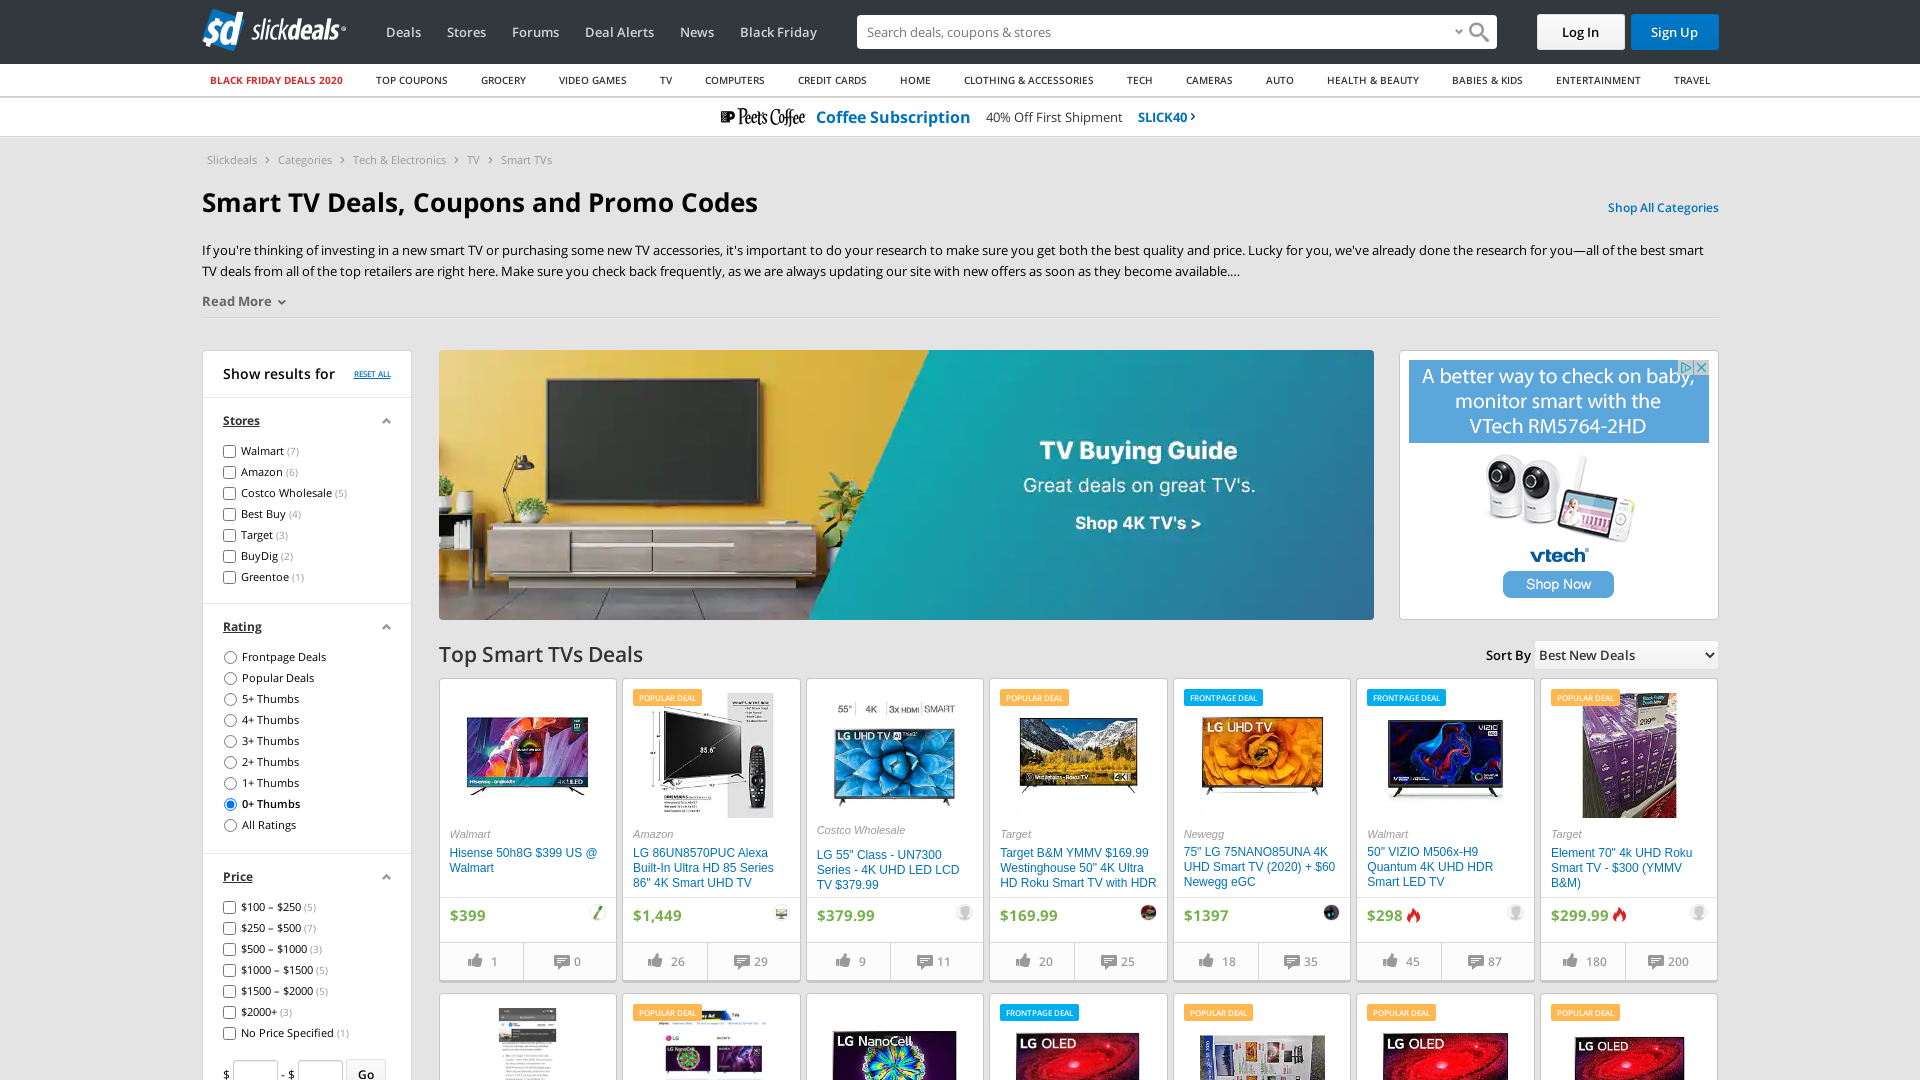 sd slickdeals
Deals
Stores
Forums
Deal Alerts
News
Black Friday
Search deals, coupons & stores
Log In
Sign Up
BLACK FRIDAY DEALS 2020
TOP COUPONS
GROCERY
VIDEO GAMES
TV
COMPUTERS
CREDIT CARDS
HOME
CLOTHING & ACCESSORIES
TECH
CAMERAS
AUTO
HEALTH & BEAUTY
BABIES & KIDS
ENTERTAINMENT
TRAVEL
Peet's Coffee Coffee Subscription 40% Off First Shipment SLICK40
Slickdeals > Categories > Tech & Electronics > TV > Smart TVs
Smart TV Deals, Coupons and Promo Codes
Shop All Categories
If you're thinking of investing in a new smart TV or purchasing some new TV accessories, it's important to do your research to make sure you get both the best quality and price. Lucky for you, we've already done the research for you—all of the best smart
TV deals from all of the top retailers are right here. Make sure you check back frequently, as we are always updating our site with new offers as soon as they become available....
Read More
Show results for
RESET ALL
Stores
Walmart (7)
Amazon (6)
Costco Wholesale (5)
Best Buy (4)
Target (3)
BuyDig (2)
Greentoe (1)
Rating
Frontpage Deals
Popular Deals
5+ Thumbs
4+ Thumbs
3+ Thumbs
2+ Thumbs
1+ Thumbs
0+ Thumbs
All Ratings
Price
$100 – $250 (5)
$250 – $500 (7)
$500 – $1000 (3)
$1000 – $1500 (5)
$1500 – $2000 (5)
$2000+ (3)
No Price Specified (1)
$ - $ Go
TV Buying Guide
Great deals on great TV's.
Shop 4K TV's >
A better way to check on baby,
monitor smart with the
VTech RM5764-2HD
vtech
Shop Now
Top Smart TVs Deals
Sort By Best New Deals
Walmart
Hisense 50h8G $399 US @
Walmart
$399
1
0
POPULAR DEAL
85.6"
Amazon
LG 86UN8570PUC Alexa
Built-In Ultra HD 85 Series
86" 4K Smart UHD TV
$1,449
26
29
55" 4K 3x HDMI SMART
LG UHD TV AI ThinQ
Costco Wholesale
LG 55" Class - UN7300
Series - 4K UHD LED LCD
TV $379.99
$379.99
9
11
POPULAR DEAL
Target
Target B&M YMMV $169.99
Westinghouse 50" 4K Ultra
HD Roku Smart TV with HDR
$169.99
20
25
FRONTPAGE DEAL
LG UHD TV
Newegg
75" LG 75NANO85UNA 4K
UHD Smart TV (2020) + $60
Newegg eGC
$1397
18
35
FRONTPAGE DEAL
VIZIO
Walmart
50" VIZIO M506x-H9
Quantum 4K UHD HDR
Smart LED TV
$298
45
87
POPULAR DEAL
Target
Element 70" 4k UHD Roku
Smart TV - $300 (YMMV
B&M)
$299.99
180
200
POPULAR DEAL
LG NanoCell
FRONTPAGE DEAL
LG OLED
POPULAR DEAL
POPULAR DEAL
LG OLED
POPULAR DEAL
LG OLED